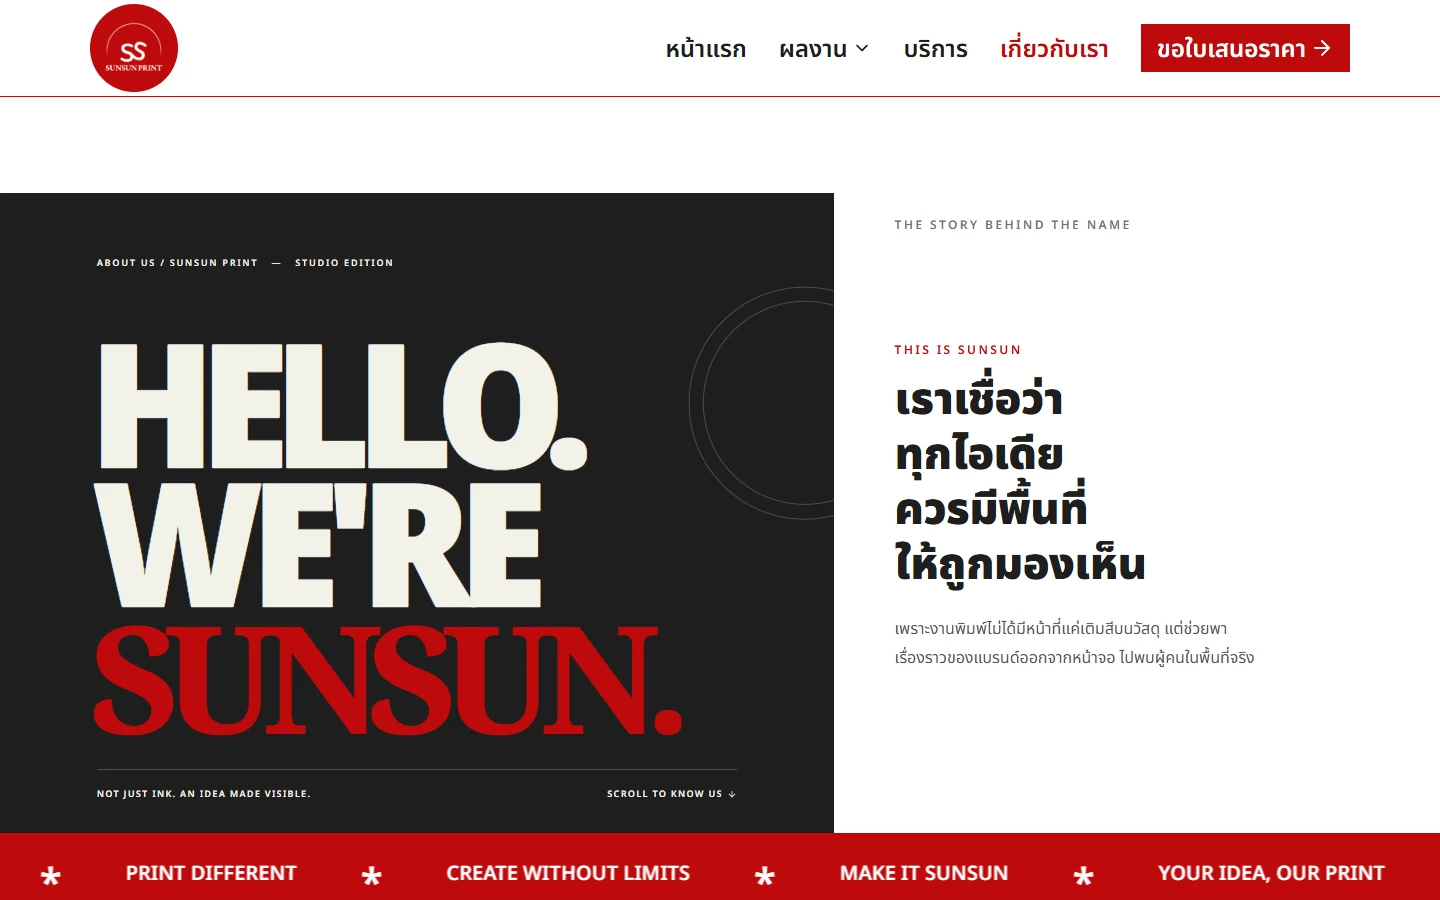 SS
SUNSUN PRINT
หน้าแรก
ผลงาน
บริการ
เกี่ยวกับเรา
ขอใบเสนอราคา →
ABOUT US / SUNSUN PRINT — STUDIO EDITION
HELLO.
WE'RE
SUNSUN.
NOT JUST INK. AN IDEA MADE VISIBLE.
SCROLL TO KNOW US ↓
THE STORY BEHIND THE NAME
THIS IS SUNSUN
เราเชื่อว่า
ทุกไอเดีย
ควรมีพื้นที่
ให้ถูกมองเห็น
เพราะงานพิมพ์ไม่ได้มีหน้าที่แค่เติมสีบนวัสดุ แต่ช่วยพา
เรื่องราวของแบรนด์ออกจากหน้าจอ ไปพบผู้คนในพื้นที่จริง
* PRINT DIFFERENT * CREATE WITHOUT LIMITS * MAKE IT SUNSUN * YOUR IDEA, OUR PRINT